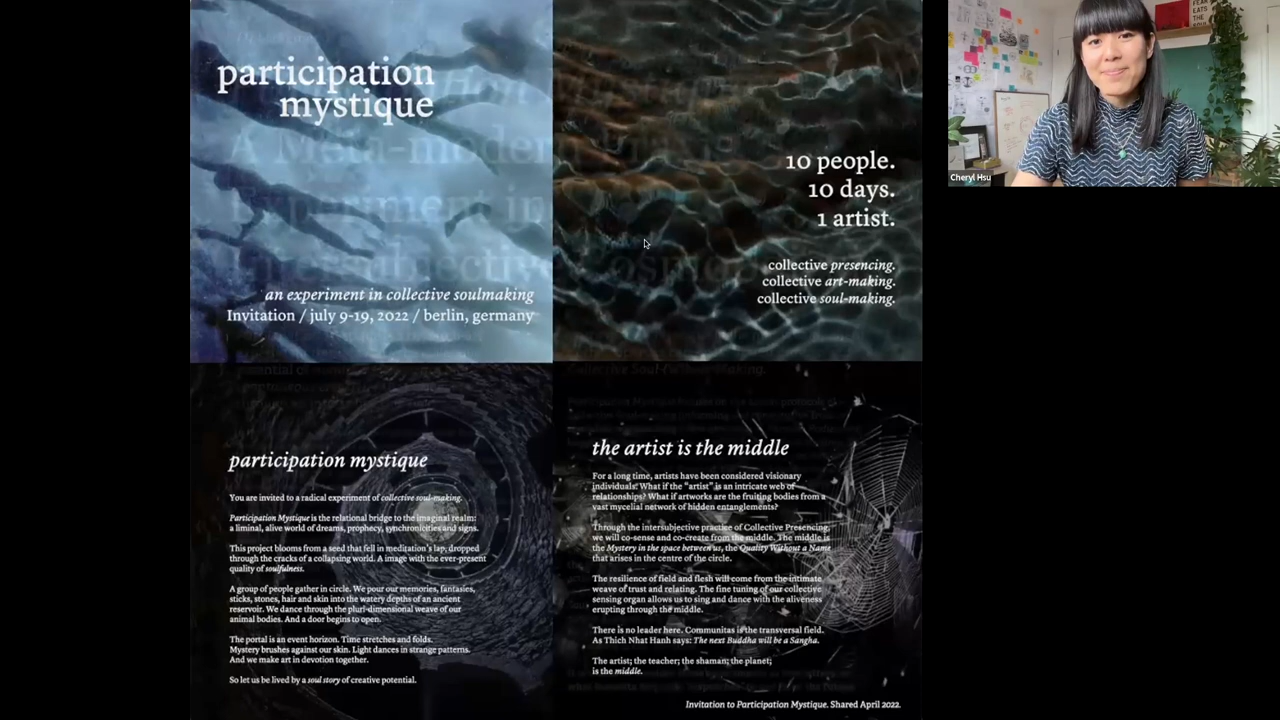 participation
mystique
an experiment in collective soulmaking
Invitation / july 9-19, 2022 / berlin, germany
10 people.
10 days.
1 artist.
collective presencing.
collective art-making.
collective soul-making.
participation mystique
You are invited to a radical experiment of collective soul-making.
Participation Mystique is the relational bridge to the imaginal realm:
a liminal, alive world of dreams, prophecy, synchronicities and signs.
This project blooms from a seed that fell in meditation's lap, dropped
through the cracks of a collapsing world. A image with the ever-present
quality of soulfulness.
A group of people gather in circle. We pour our memories, fantasies,
sticks, stones, hair and skin into the watery depths of an ancient
reservoir. We dance through the pluri-dimensional weave of our
animal bodies. And a door begins to open.
The portal is an event horizon. Time stretches and folds.
Mystery brushes against our skin. Light dances in strange patterns.
And we make art in devotion together.
So let us be lived by a soul story of creative potential.
the artist is the middle
For a long time, artists have been considered visionary
individuals. What if the "artist" is an intricate web of
relationships? What if artworks are the fruiting bodies from a
vast mycelial network of hidden entanglements?
Through the intersubjective practice of Collective Presencing,
we will co-sense and co-create from the middle. The middle is
the Mystery in the space between us, the Quality Without a Name
that arises in the centre of the circle.
The resilience of field and flesh will come from the intimate
weave of trust and relating. The fine tuning of our collective
sensing organ allows us to sing and dance with the aliveness
erupting through the middle.
There is no leader here. Communitas is the transversal field.
As Thich Nhat Hanh says: The next Buddha will be a Sangha.
The artist; the teacher; the shaman; the planet;
is the middle.
Invitation to Participation Mystique. Shared April 2022.
FEAR
EATS
THE
SOUL
Cheryl Hsu